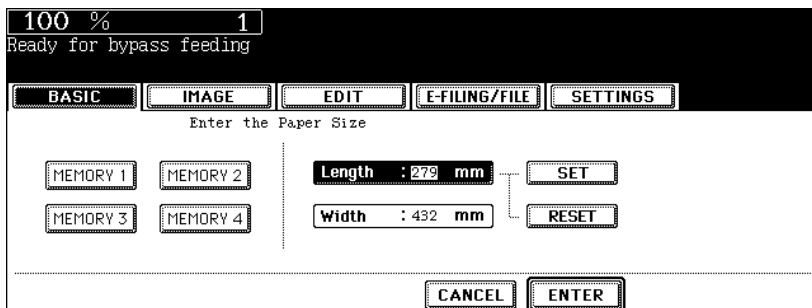 100 % 1
Ready for bypass feeding
BASIC IMAGE EDIT E-FILING/FILE SETTINGS
Enter the Paper Size
MEMORY 1 MEMORY 2 Length :279 mm SET
MEMORY 3 MEMORY 4 Width :432 mm RESET
CANCEL ENTER